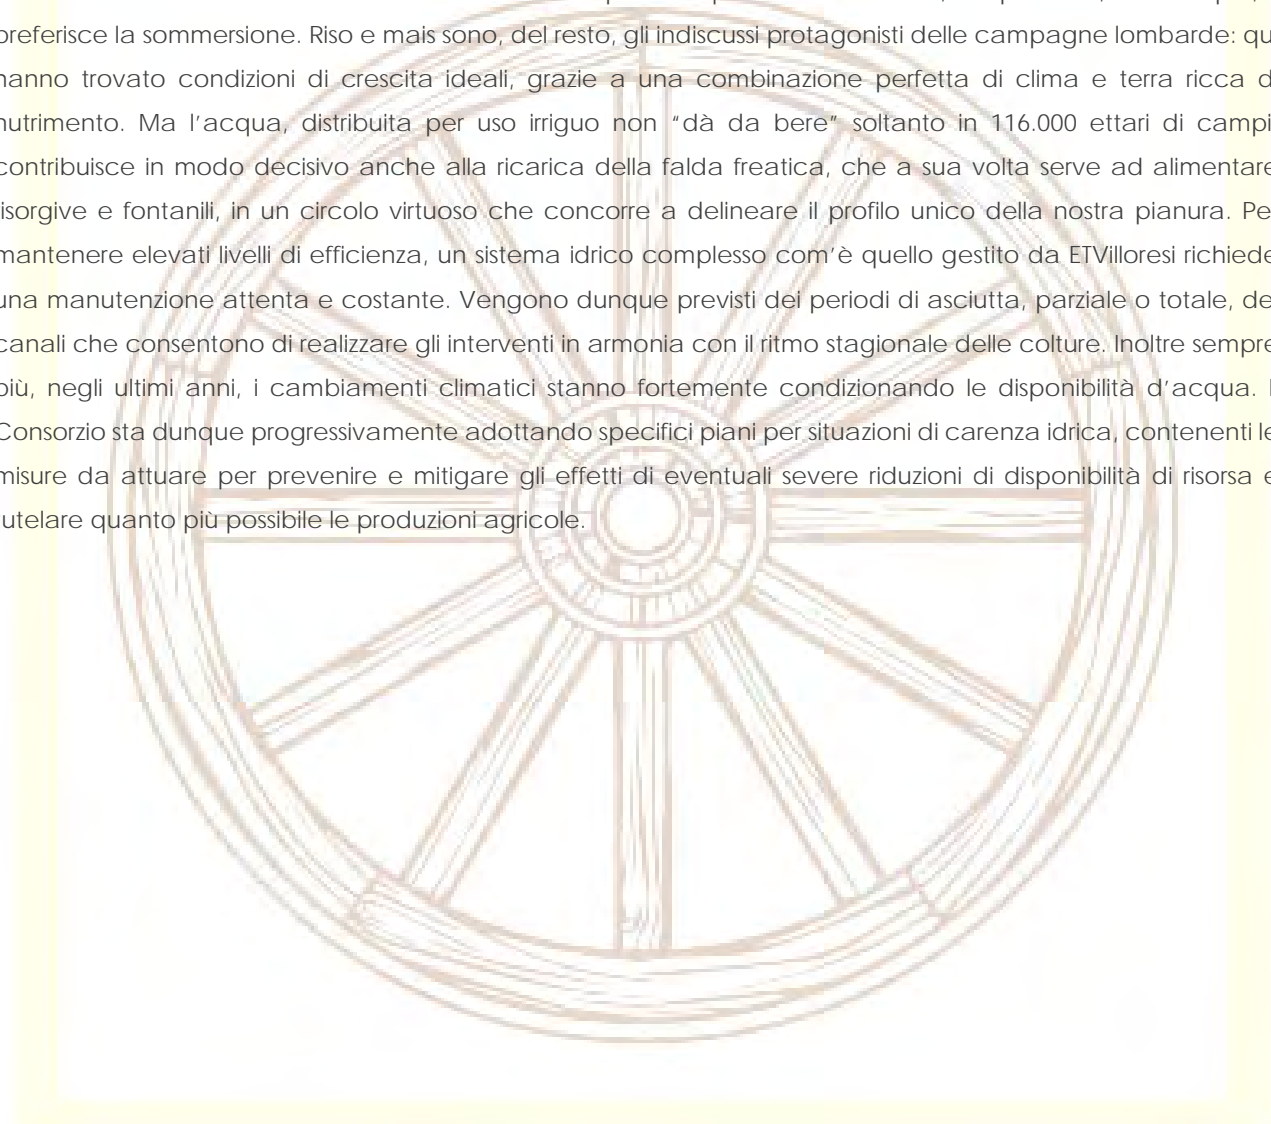 preferisce la sommersione. Riso e mais sono, del resto, gli indiscussi protagonisti delle campagne lombarde: qu
hanno trovato condizioni di crescita ideali, grazie a una combinazione perfetta di clima e terra ricca d
nutrimento. Ma l'acqua, distribuita per uso irriguo non “dà da bere” soltanto in 116.000 ettari di campi
contribuisce in modo decisivo anche alla ricarica della falda freatica, che a sua volta serve ad alimentare
risorgive e fontanili, in un circolo virtuoso che concorre a delineare il profilo unico della nostra pianura. Pe
mantenere elevati livelli di efficienza, un sistema idrico complesso com'è quello gestito da ETVilloresi richiede
una manutenzione attenta e costante. Vengono dunque previsti dei periodi di asciutta, parziale o totale, de
canali che consentono di realizzare gli interventi in armonia con il ritmo stagionale delle colture. Inoltre sempre
più, negli ultimi anni, i cambiamenti climatici stanno fortemente condizionando le disponibilità d'acqua. I
Consorzio sta dunque progressivamente adottando specifici piani per situazioni di carenza idrica, contenenti le
misure da attuare per prevenire e mitigare gli effetti di eventuali severe riduzioni di disponibilità di risorsa e
tutelare quanto più possibile le produzioni agricole.